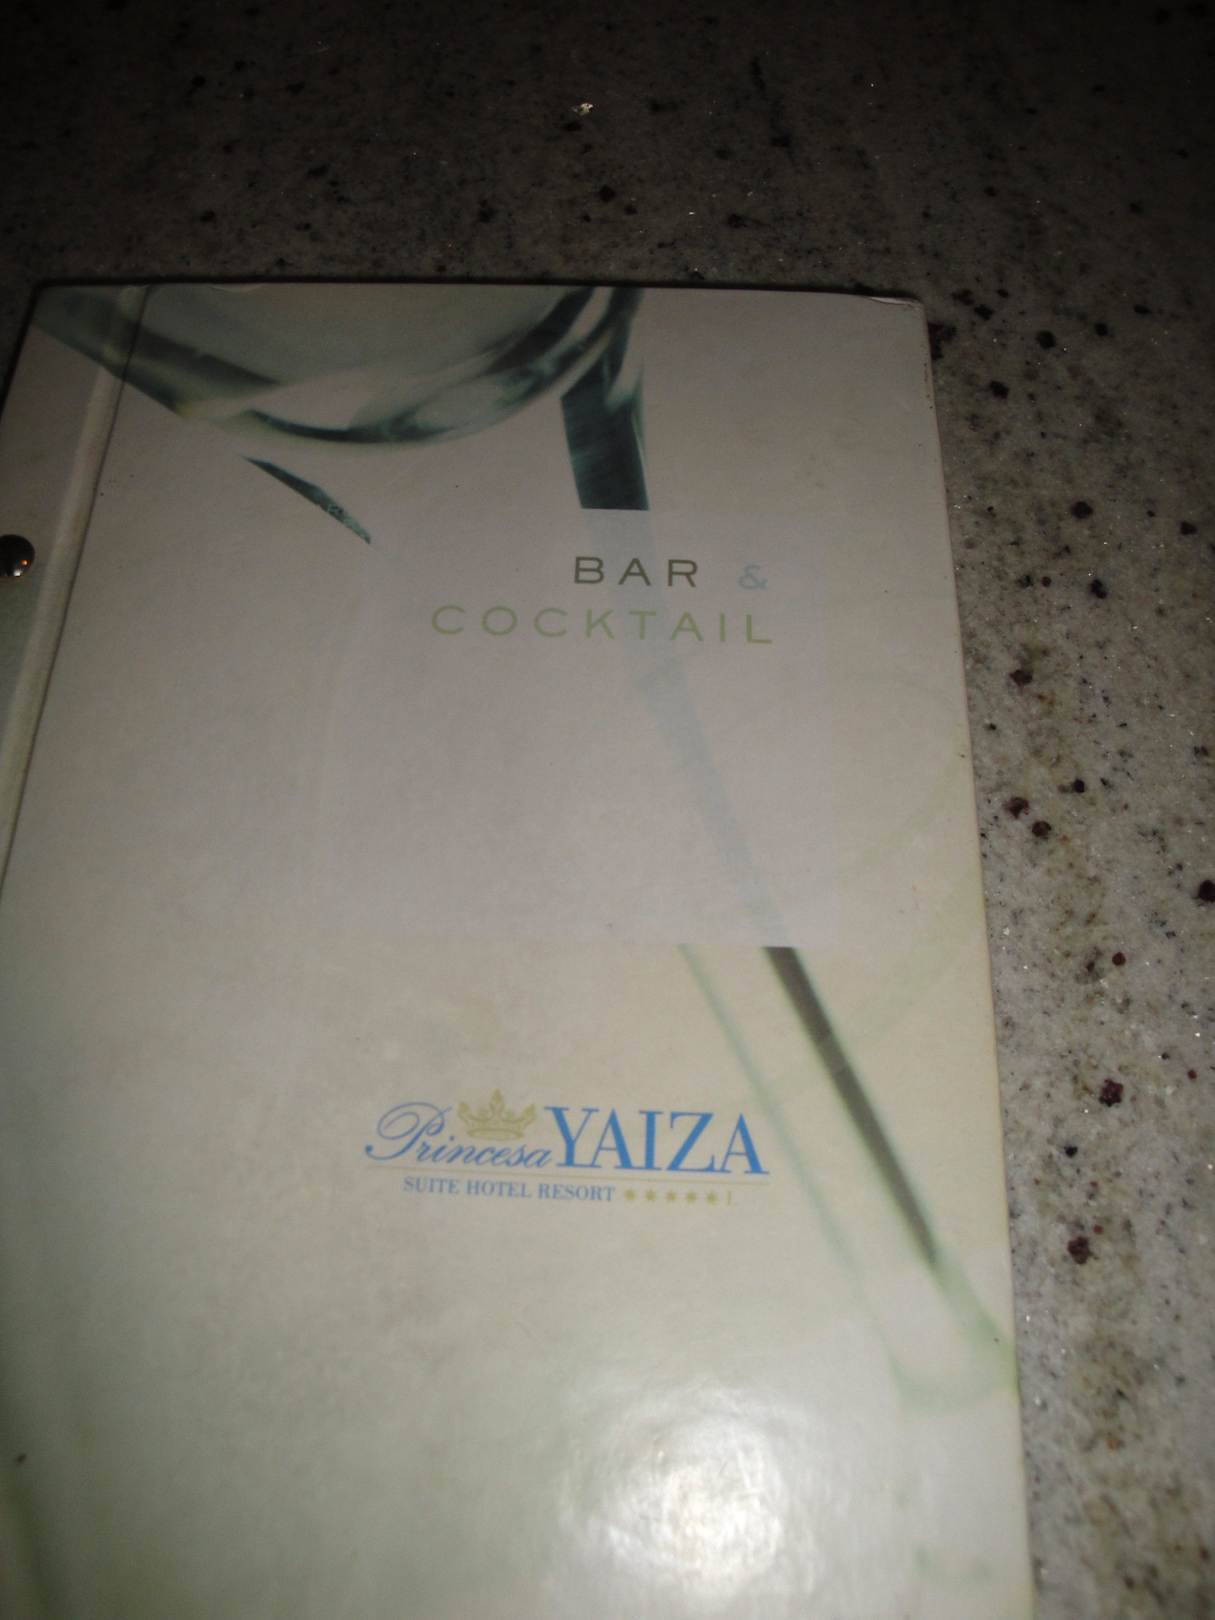 BAR &
COCKTAIL
Princesa YAIZA
SUITE HOTEL RESORT ★★★★★ L